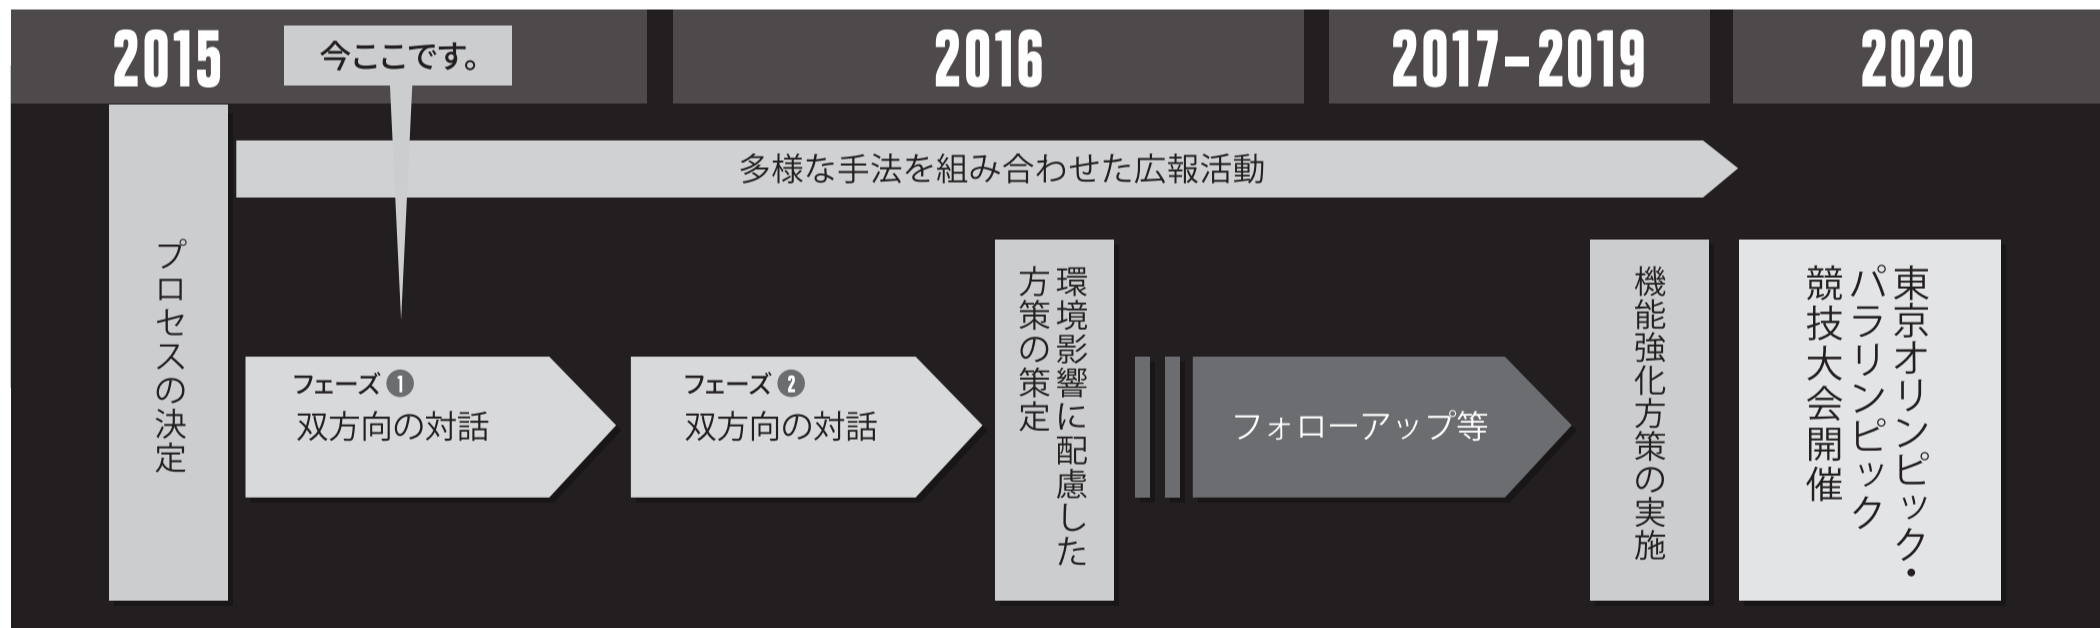 2015
今ここです。
2016
2017-2019
2020
多様な手法を組み合わせた広報活動
プロセスの決定
フェーズ 1
双方向の対話
フェーズ 2
双方向の対話
環境影響に配慮した
方策の策定
フォローアップ等
機能強化方策の実施
東京オリンピック・
パラリンピック
競技大会開催